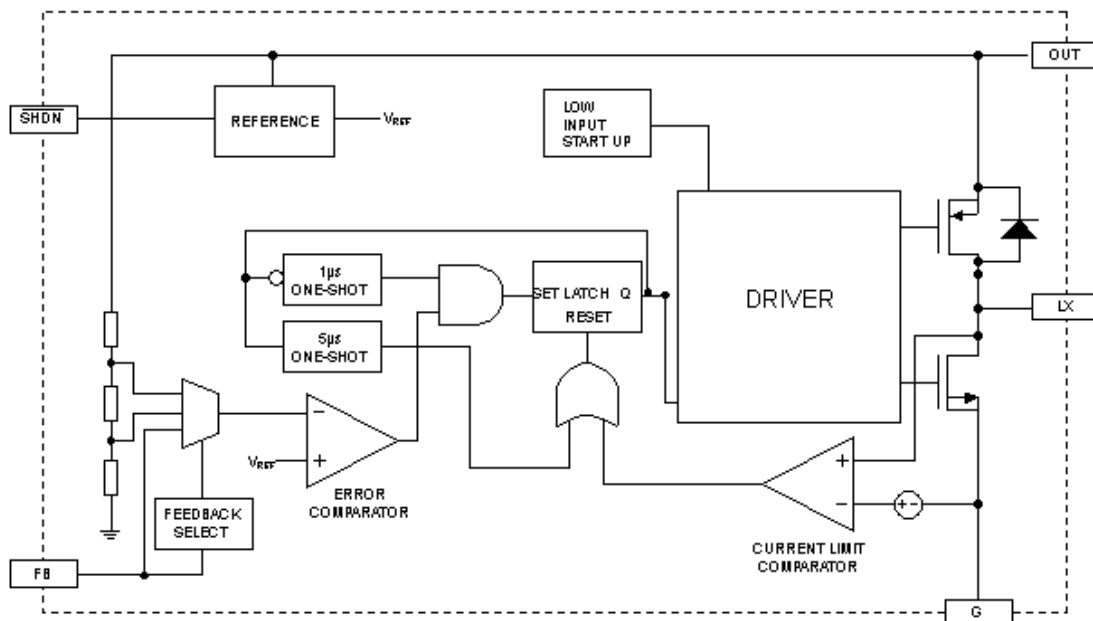 OUT
SHDN
REFERENCE
VREF
LOW
INPUT
START UP
1µs
ONE-SHOT
5µs
ONE-SHOT
SET LATCH Q
RESET
DRIVER
LX
−
+
VREF
ERROR
COMPARATOR
FEEDBACK
SELECT
+
−
+ −
CURRENT LIMIT
COMPARATOR
FB
G